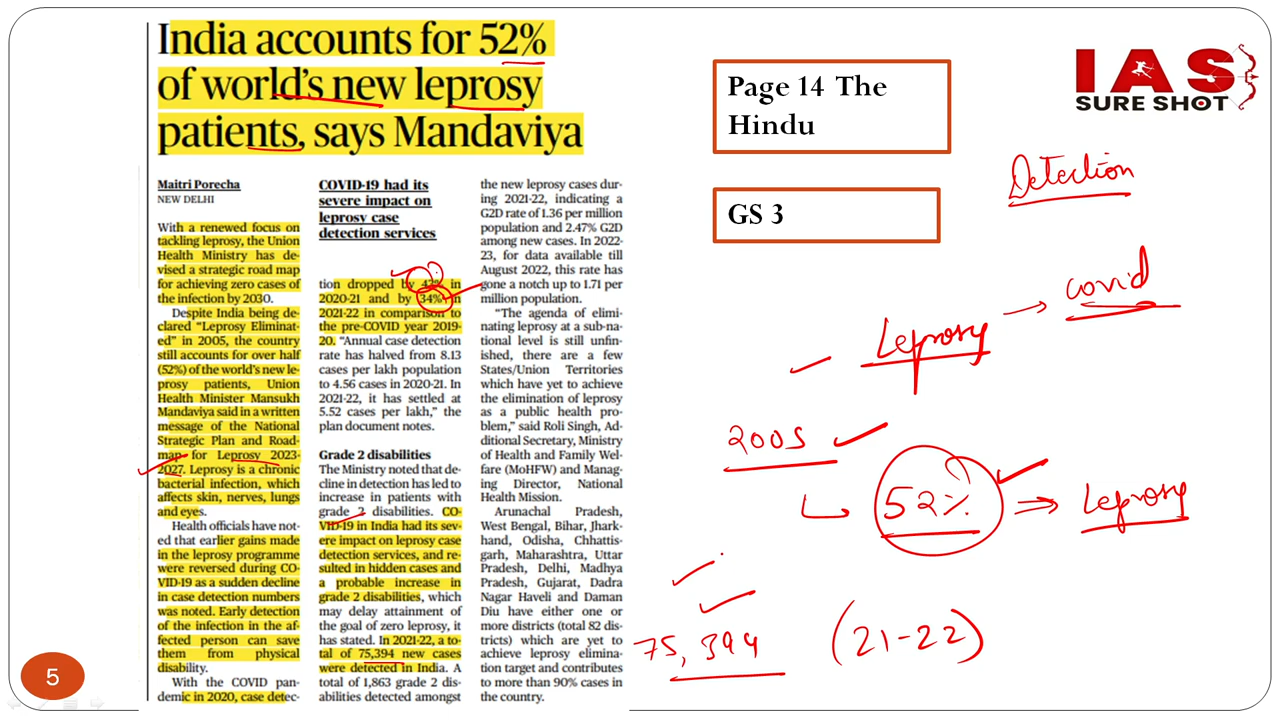 India accounts for 52%
of world's new leprosy
patients, says Mandaviya
Maitri Porecha
NEW DELHI
With a renewed focus on
tackling leprosy, the Union
Health Ministry has de-
vised a strategic road map
for achieving zero cases of
the infection by 2030.
Despite India being de-
clared "Leprosy Eliminat-
ed" in 2005, the country
still accounts for over half
(52%) of the world's new le-
prosy patients, Union
Health Minister Mansukh
Mandaviya said in a written
message of the National
Strategic Plan and Road-
map for Leprosy 2023-
2027. Leprosy is a chronic
bacterial infection, which
affects skin, nerves, lungs
and eyes.
Health officials have not-
ed that earlier gains made
in the leprosy programme
were reversed during CO-
VID-19 as a sudden decline
in case detection numbers
was noted. Early detection
of the infection in the af-
fected person can save
them from physical
disability.
With the COVID pan-
demic in 2020, case detec-
COVID-19 had its
severe impact on
leprosy case
detection services
tion dropped by 42% in
2020-21 and by 34% in
2021-22 in comparison to
the pre-COVID year 2019-
20. "Annual case detection
rate has halved from 8.13
cases per lakh population
to 4.56 cases in 2020-21. In
2021-22, it has settled at
5.52 cases per lakh," the
plan document notes.
Grade 2 disabilities
The Ministry noted that de-
cline in detection has led to
increase in patients with
grade 2 disabilities. CO-
VID-19 in India had its sev-
ere impact on leprosy case
detection services, and re-
sulted in hidden cases and
a probable increase in
grade 2 disabilities, which
may delay attainment of
the goal of zero leprosy, it
has stated. In 2021-22, a to-
tal of 75,394 new cases
were detected in India. A
total of 1,863 grade 2 dis-
abilities detected amongst
the new leprosy cases dur-
ing 2021-22, indicating a
G2D rate of 1.36 per million
population and 2.47% G2D
among new cases. In 2022-
23, for data available till
August 2022, this rate has
gone a notch up to 1.71 per
million population.
"The agenda of elimi-
nating leprosy at a sub-na-
tional level is still unfin-
ished, there are a few
States/Union Territories
which have yet to achieve
the elimination of leprosy
as a public health pro-
blem," said Roli Singh, Ad-
ditional Secretary, Ministry
of Health and Family Wel-
fare (MoHFW) and Manag-
ing Director, National
Health Mission.
Arunachal Pradesh,
West Bengal, Bihar, Jhark-
hand, Odisha, Chhattis-
garh, Maharashtra, Uttar
Pradesh, Delhi, Madhya
Pradesh, Gujarat, Dadra
Nagar Haveli and Daman
Diu have either one or
more districts (total 82 dis-
tricts) which are yet to
achieve leprosy elimina-
tion target and contributes
to more than 90% cases in
the country.
Page 14 The
Hindu
GS 3
IAS
SURE SHOT
Detection
Leprosy → covid
2005
52% ⇒ Leprosy
75,394 (21-22)
5